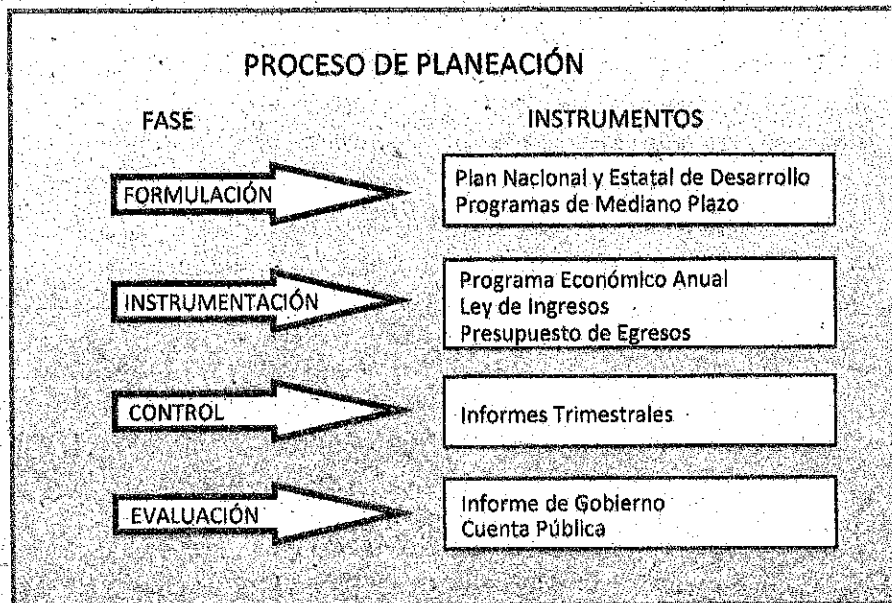 PROCESO DE PLANEACIÓN
FASE
INSTRUMENTOS
FORMULACIÓN
Plan Nacional y Estatal de Desarrollo
Programas de Mediano Plazo
INSTRUMENTACIÓN
Programa Económico Anual
Ley de Ingresos
Presupuesto de Egresos
CONTROL
Informes Trimestrales
EVALUACIÓN
Informe de Gobierno
Cuenta Pública